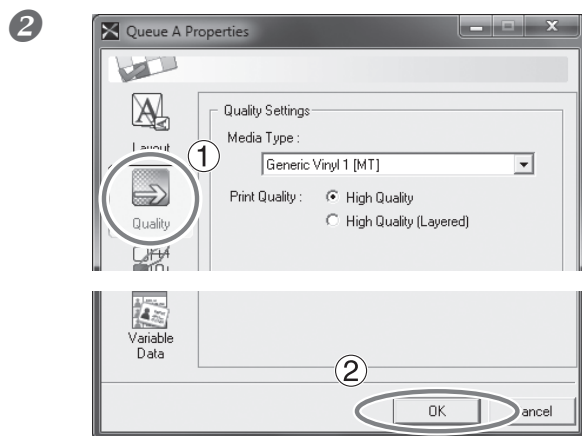 2
Queue A Properties
Layout
1
Quality
Quality Settings
Media Type :
Generic Vinyl 1 [MT]
Print Quality :
High Quality
High Quality (Layered)
Variable
Data
2
OK
ancel